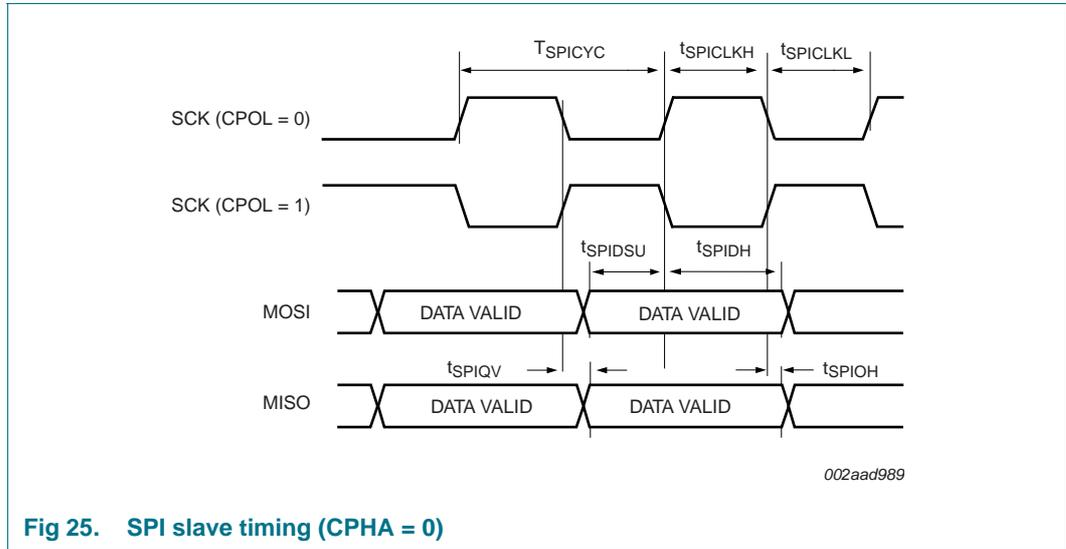 TSPICYC
tSPICLKH
tSPICLKL
SCK (CPOL = 0)
SCK (CPOL = 1)
tSPIDSU
tSPIDH
MOSI
DATA VALID
DATA VALID
tSPIQV
tSPIOH
MISO
DATA VALID
DATA VALID
002aad989
Fig 25. SPI slave timing (CPHA = 0)